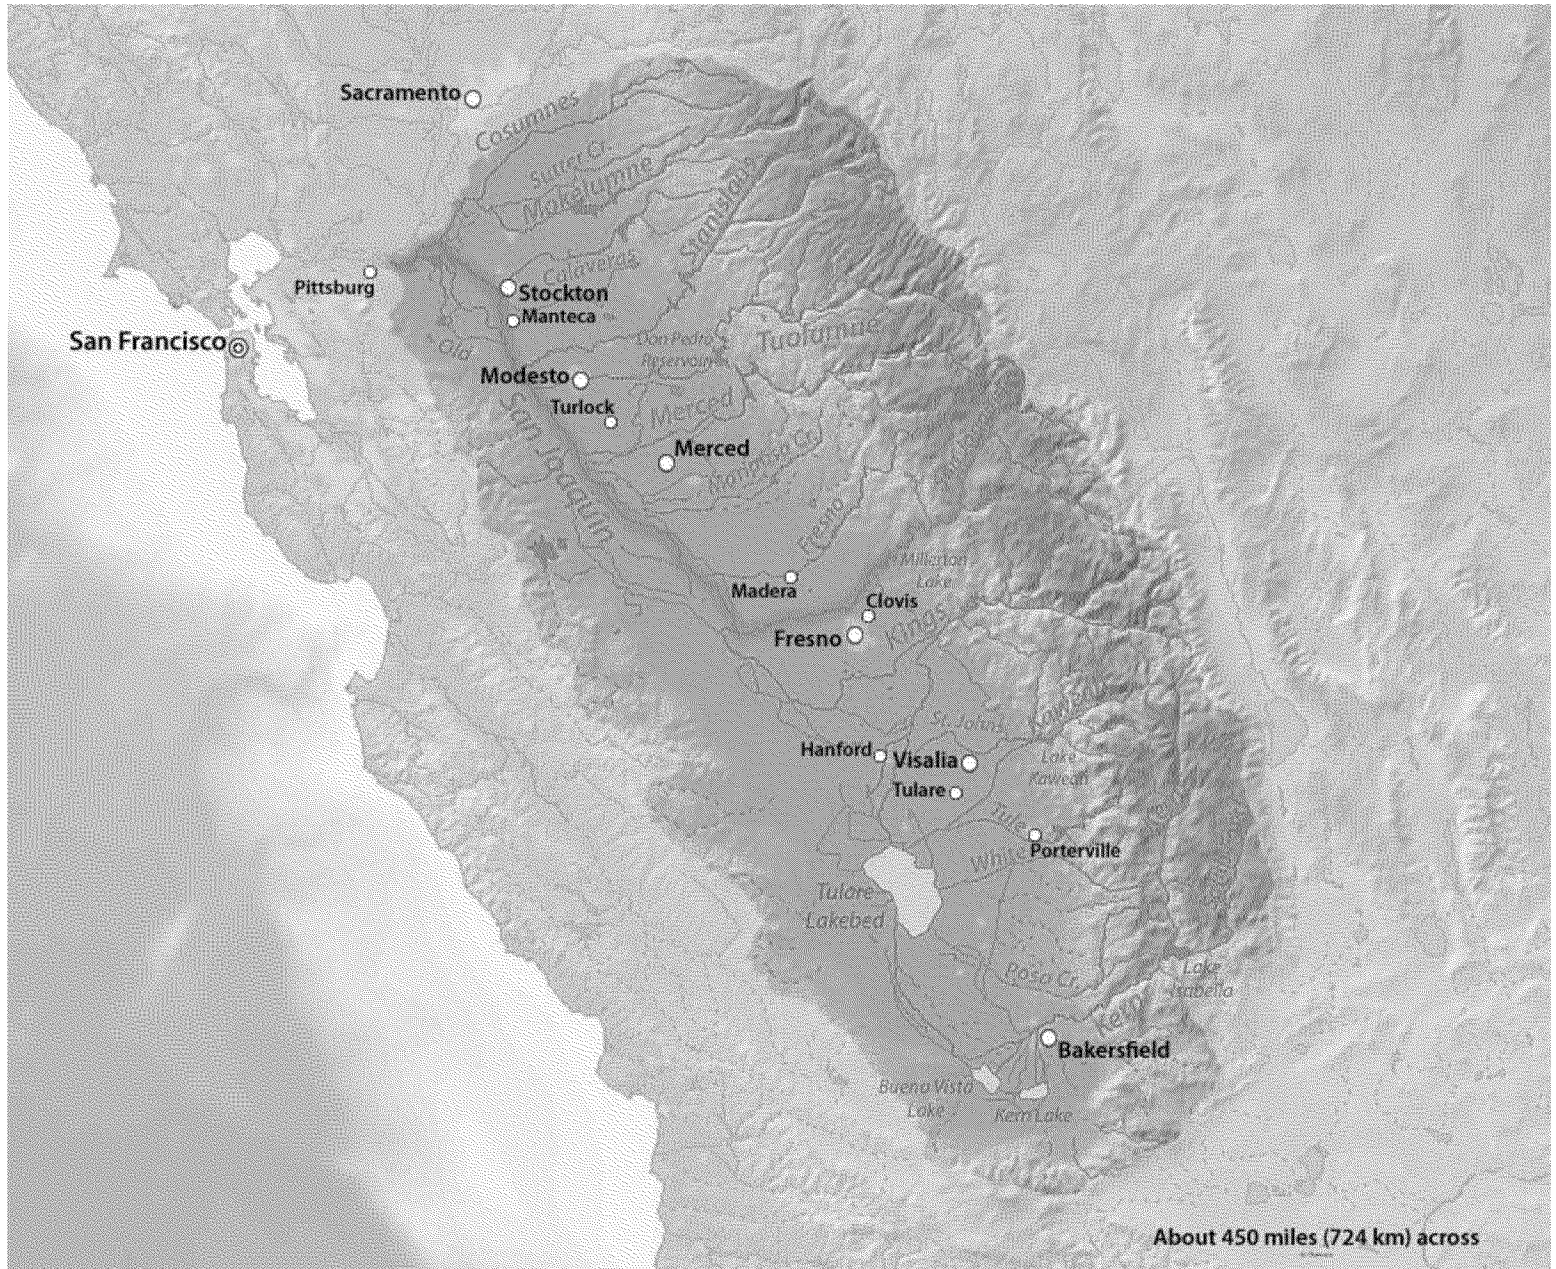 Sacramento
Cosumnes
Sutter Cr.
Mokelumne
Stanislaus
Calaveras
Pittsburg
Stockton
Manteca
San Francisco
Old
Don Pedro
Reservoir
Tuolumne
Modesto
Turlock
Merced
San Joaquin
Merced
Mariposa Cr.
Fresno
Millerton
Lake
Madera
Clovis
Kings
Fresno
St. Johns
Kaweah
Hanford
Visalia
Lake
Kaweah
Tulare
Tule
White
Porterville
Tulare
Lakebed
Poso Cr.
Lake
Isabella
Kern
Bakersfield
Buena Vista
Lake
Kern Lake
About 450 miles (724 km) across